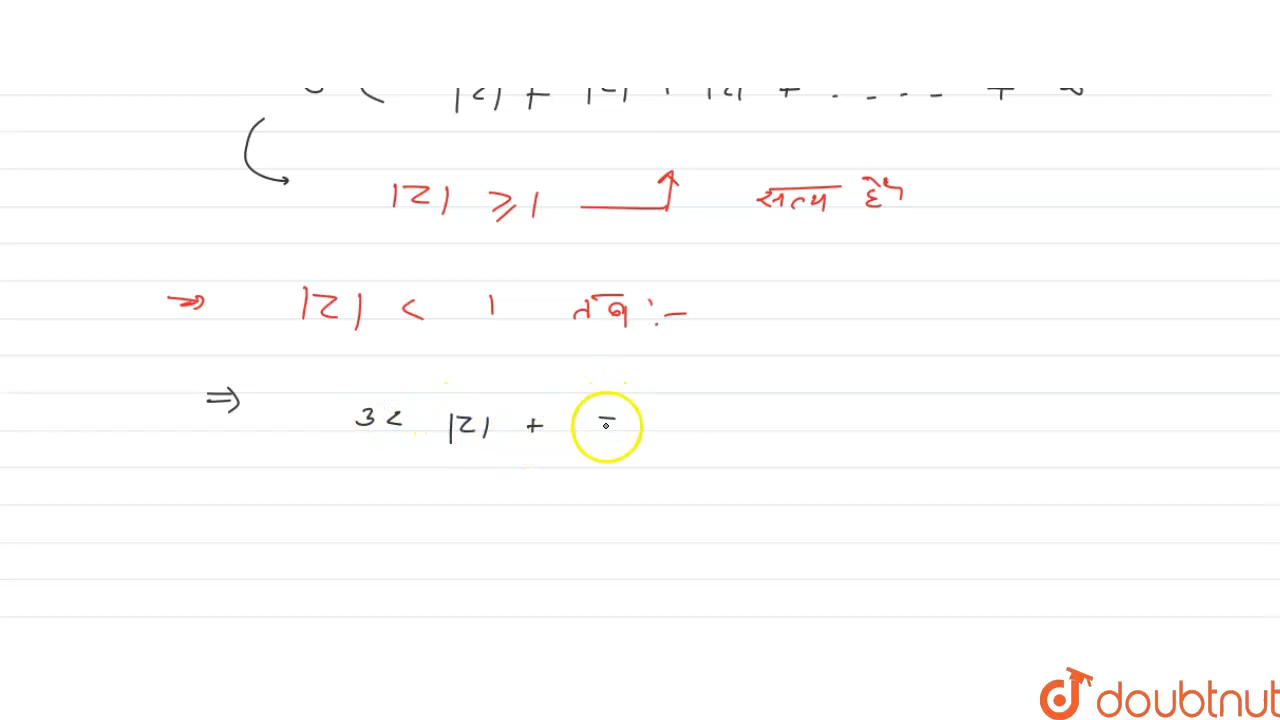 |z| ≥ 1 सत्य है
⇒ |z| < 1 तब :-
⇒ 3 < |z| +
doubtnut